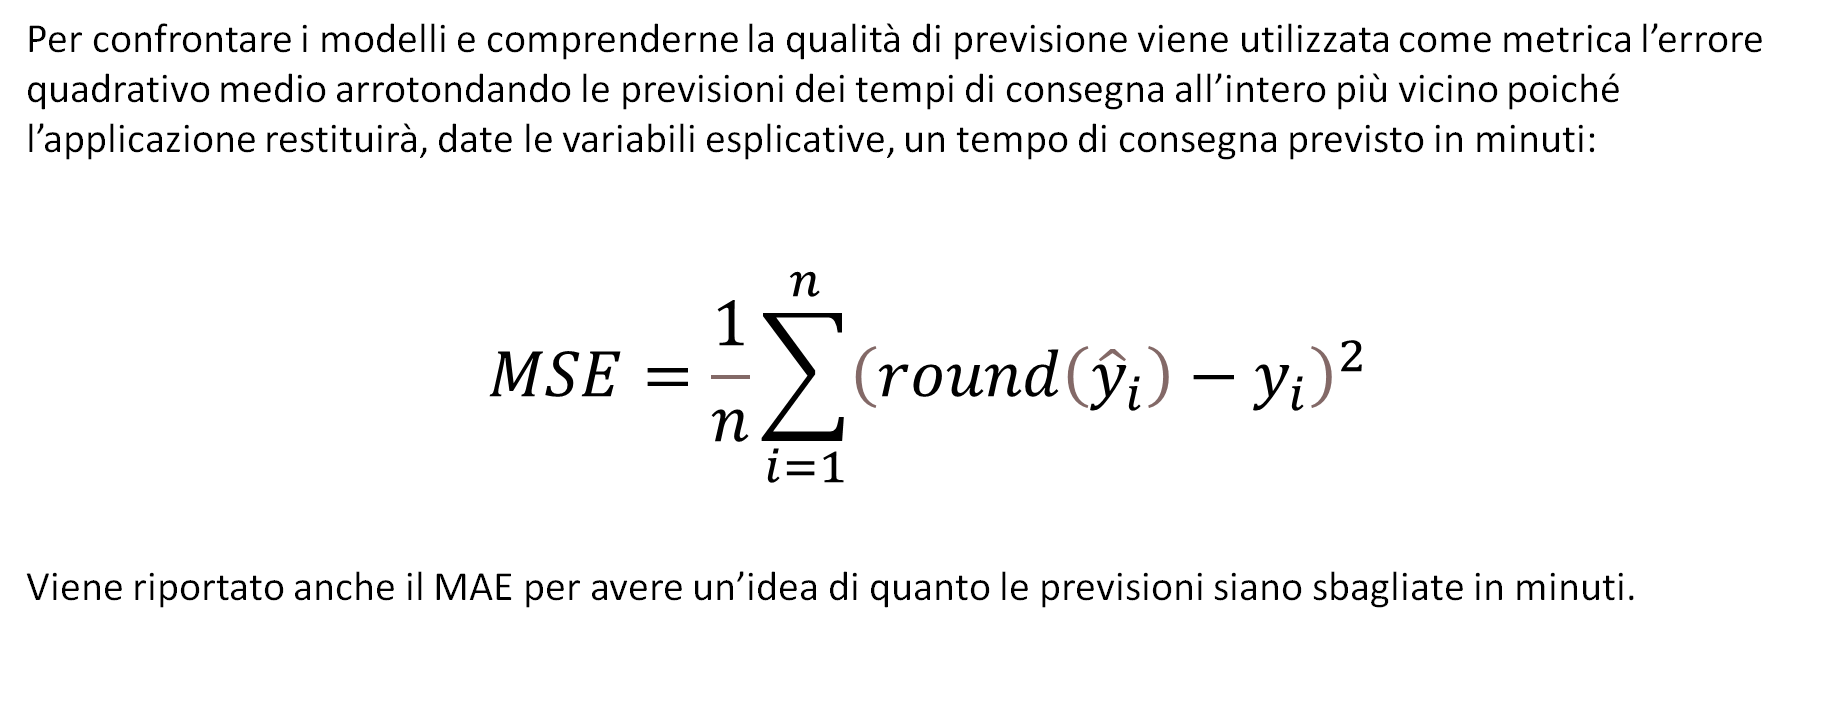 Per confrontare i modelli e comprenderne la qualità di previsione viene utilizzata come metrica l’errore
quadrativo medio arrotondando le previsioni dei tempi di consegna all’intero più vicino poiché
l’applicazione restituirà, date le variabili esplicative, un tempo di consegna previsto in minuti:
MSE = \frac{1}{n} \sum_{i=1}^{n} (round(ŷ_i) − y_i)^2
Viene riportato anche il MAE per avere un’idea di quanto le previsioni siano sbagliate in minuti.